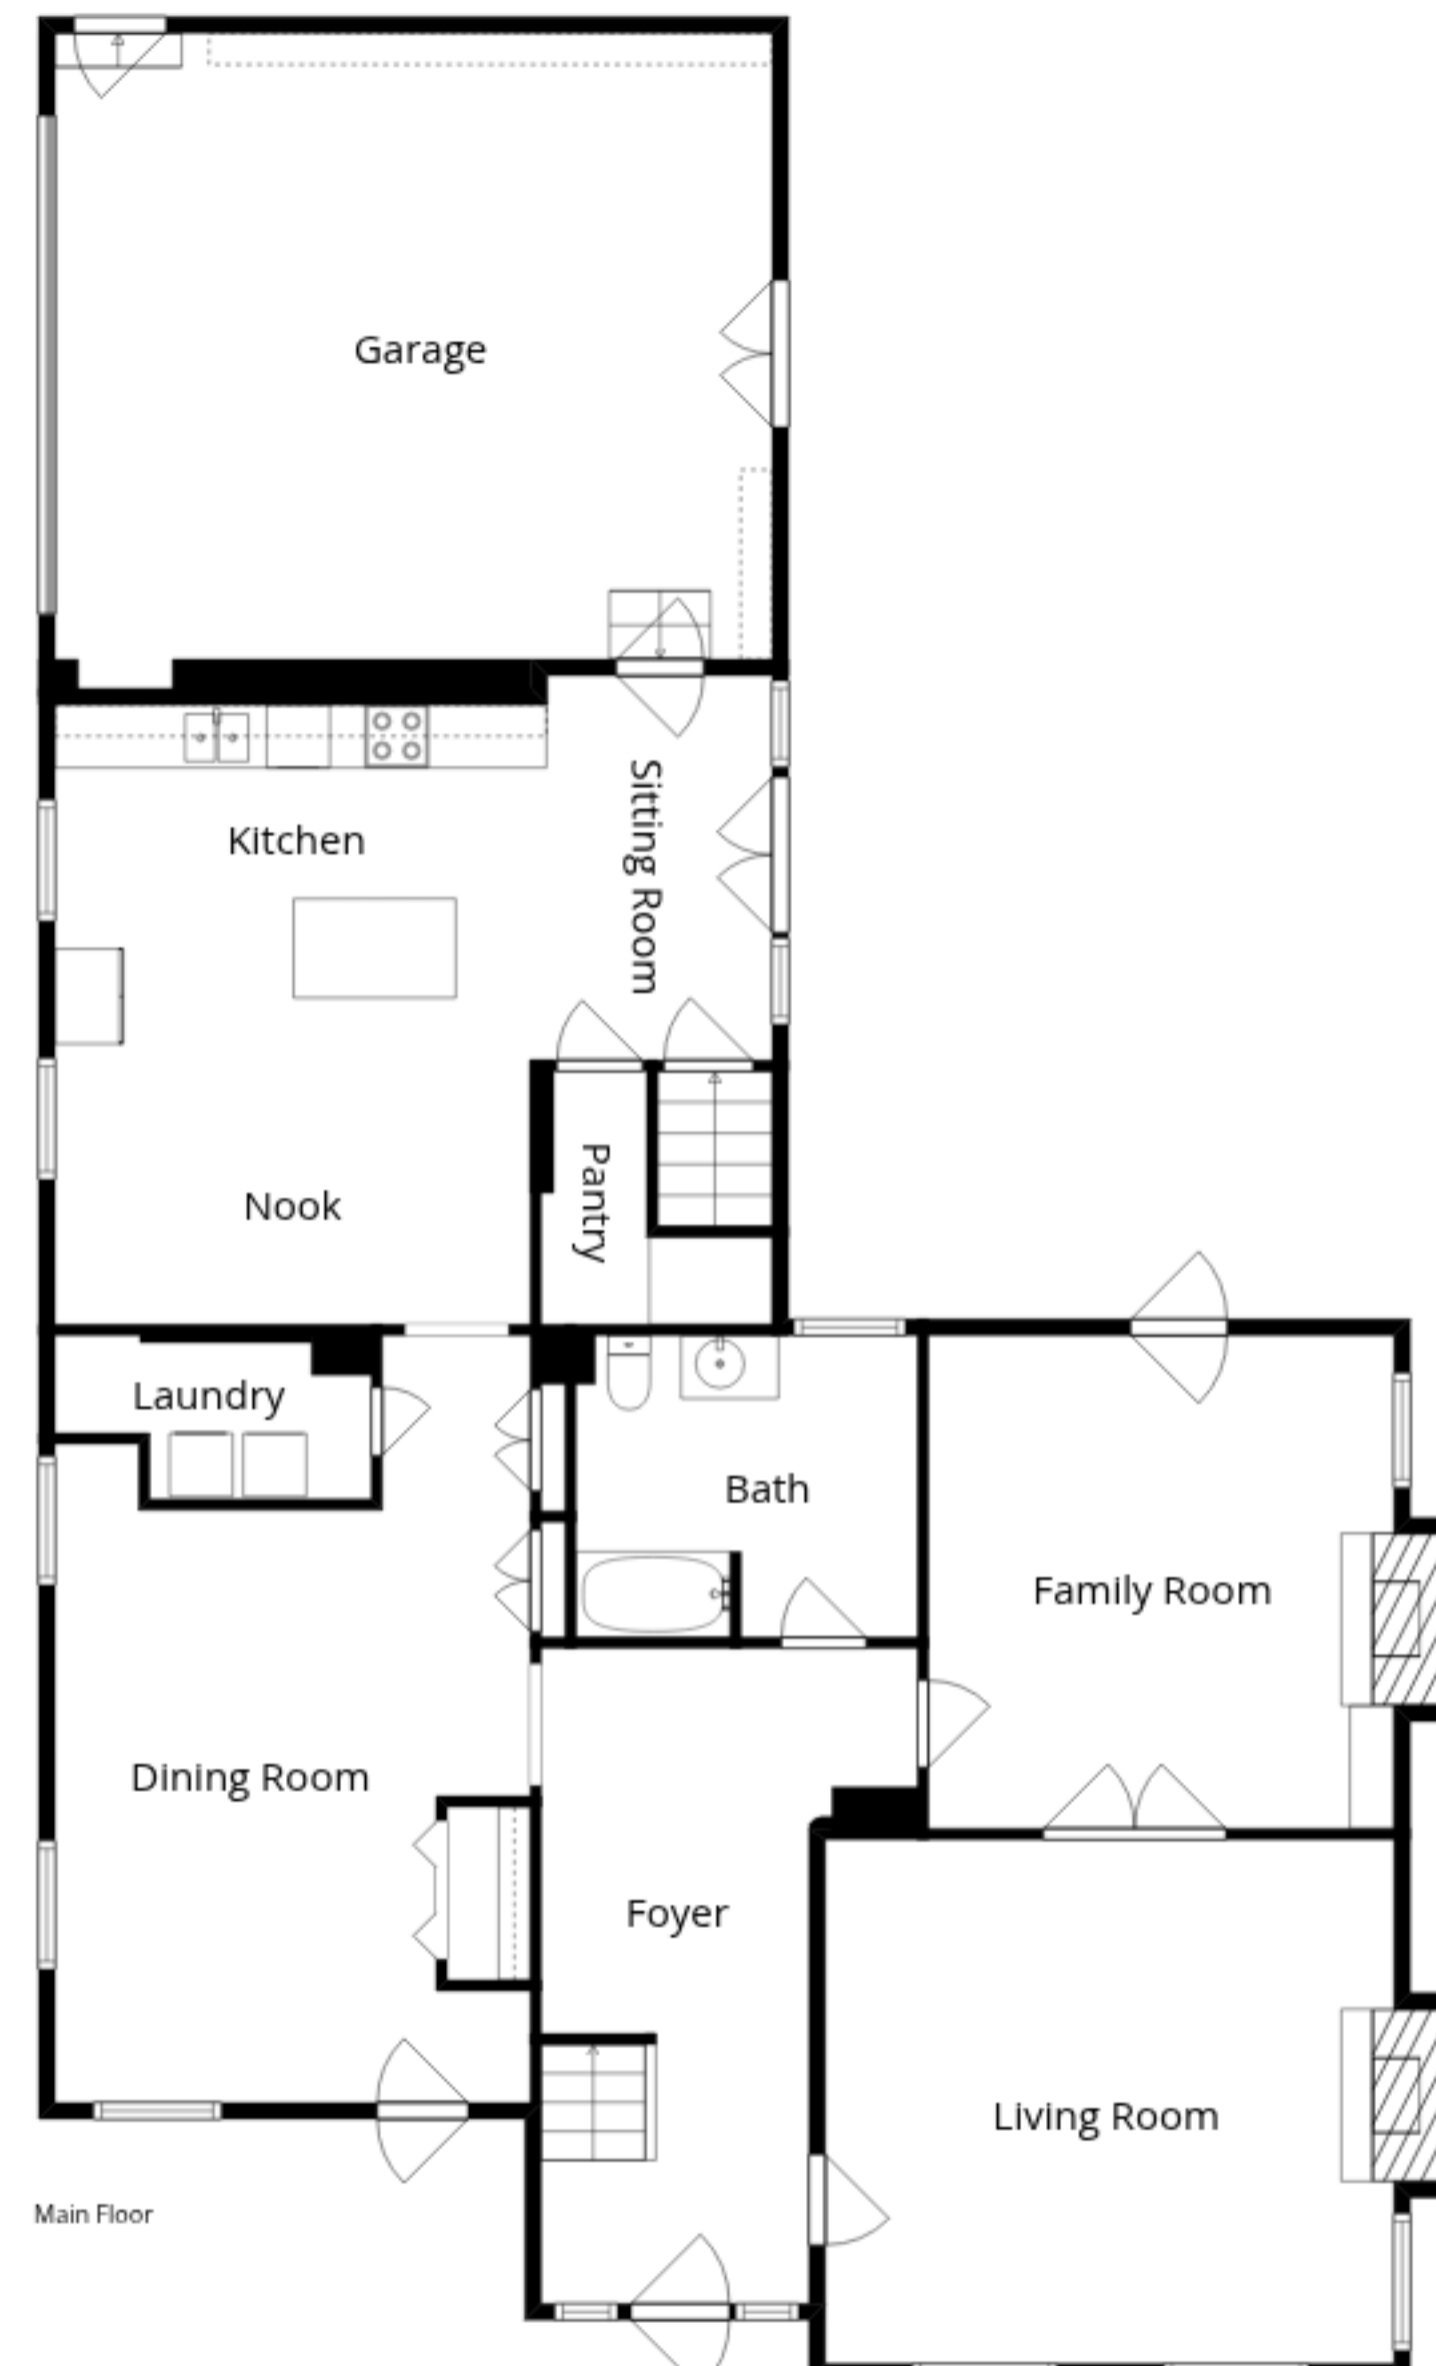 Garage
Kitchen
Sitting Room
Nook
Pantry
Laundry
Bath
Family Room
Dining Room
Foyer
Living Room
Main Floor